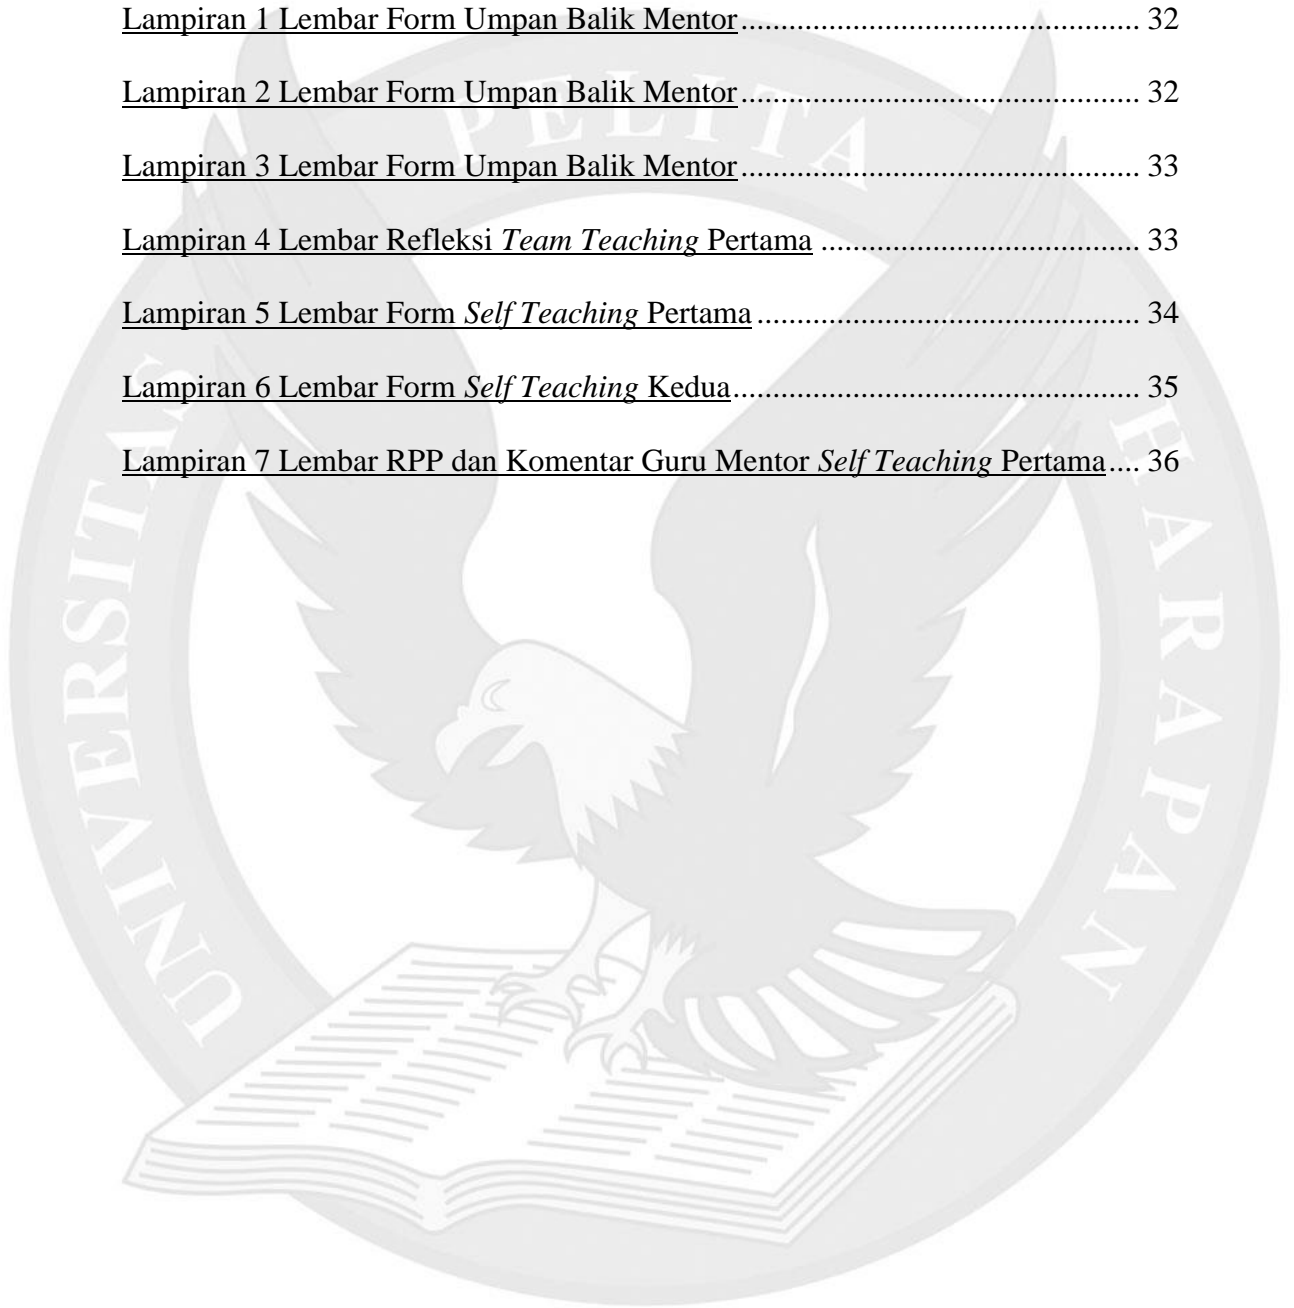 Lampiran 1 Lembar Form Umpan Balik Mentor.................................................. 32
Lampiran 2 Lembar Form Umpan Balik Mentor.................................................. 32
Lampiran 3 Lembar Form Umpan Balik Mentor.................................................. 33
Lampiran 4 Lembar Refleksi Team Teaching Pertama ........................................ 33
Lampiran 5 Lembar Form Self Teaching Pertama ................................................ 34
Lampiran 6 Lembar Form Self Teaching Kedua................................................... 35
Lampiran 7 Lembar RPP dan Komentar Guru Mentor Self Teaching Pertama.... 36
UNIVERSITAS PELITA HARAPAN